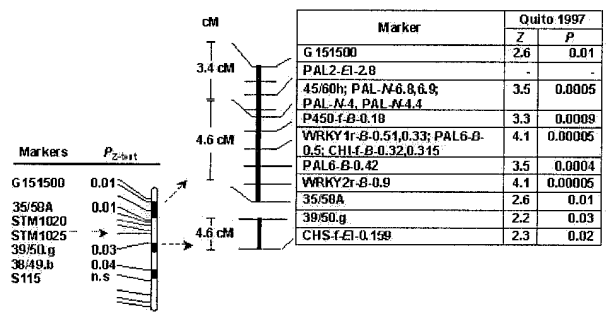 cM
3.4 cM
4.6 cM
4.6 cM
Markers P Z-test
G151500 0.01
35/58A 0.01
STM1020
STM1025
39/50.g 0.03
38/49.b 0.04
S115 n.s
Marker Quito 1997
Z P
G151500 2.6 0.01
PAL2-EI-2.8 - -
45/60h; PAL-N-6.8,6.9; 3.5 0.0005
PAL-N-4, PAL-N-4.4
P450-f-B-0.18 3.3 0.0009
WRKY1r-B-0.51,0.33; PAL6-B- 4.1 0.00005
0.5; CHI-f-B-0.32,0.315
PAL6-B-0.42 3.5 0.0004
WRKY2r-B-0.9 4.1 0.00005
35/58A 2.6 0.01
39/50.g 2.2 0.03
CHS-f-EI-0.159 2.3 0.02